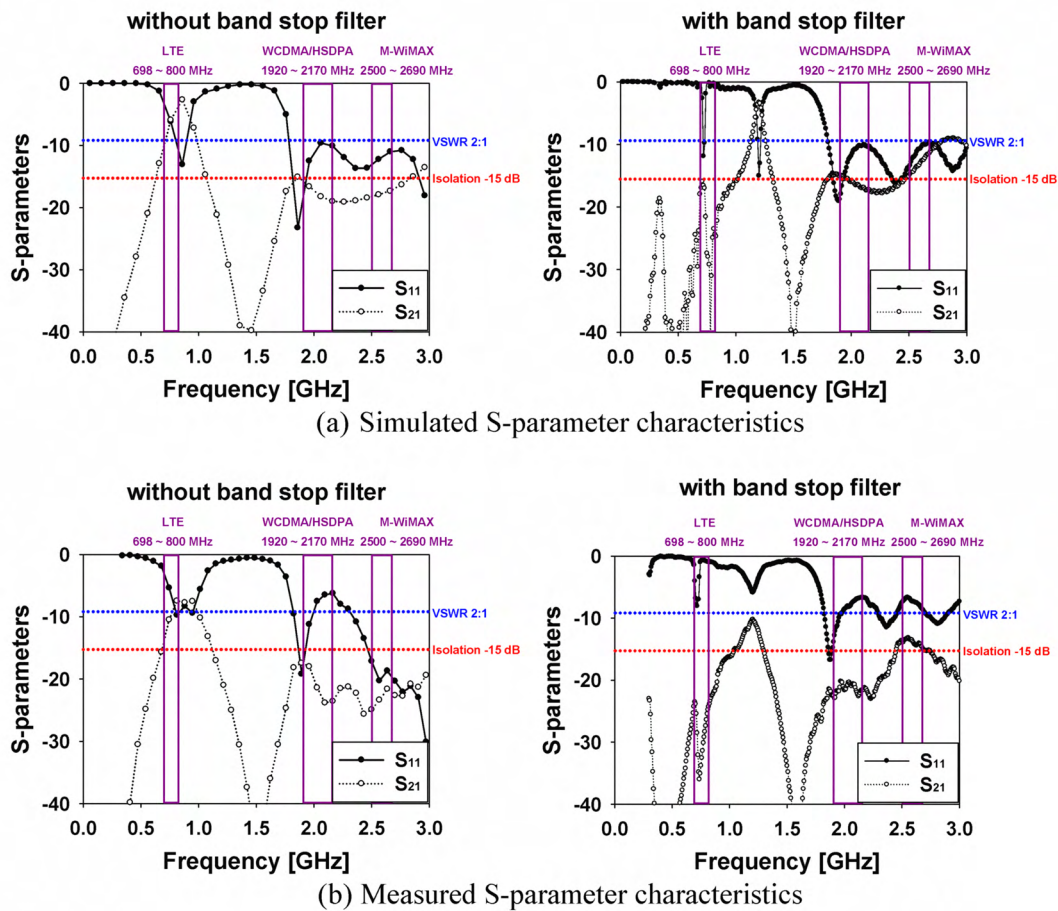 without band stop filter
LTE
698 ~ 800 MHz
WCDMA/HSDPA
1920 ~ 2170 MHz
M-WiMAX
2500 ~ 2690 MHz
0
-10
-20
-30
-40
S-parameters
VSWR 2:1
Isolation -15 dB
S11
S21
0.0 0.5 1.0 1.5 2.0 2.5 3.0
Frequency [GHz]
with band stop filter
LTE
698 ~ 800 MHz
WCDMA/HSDPA
1920 ~ 2170 MHz
M-WiMAX
2500 ~ 2690 MHz
0
-10
-20
-30
-40
S-parameters
VSWR 2:1
Isolation -15 dB
S11
S21
0.0 0.5 1.0 1.5 2.0 2.5 3.0
Frequency [GHz]
(a) Simulated S-parameter characteristics
without band stop filter
LTE
698 ~ 800 MHz
WCDMA/HSDPA
1920 ~ 2170 MHz
M-WiMAX
2500 ~ 2690 MHz
0
-10
-20
-30
-40
S-parameters
VSWR 2:1
Isolation -15 dB
S11
S21
0.0 0.5 1.0 1.5 2.0 2.5 3.0
Frequency [GHz]
with band stop filter
LTE
698 ~ 800 MHz
WCDMA/HSDPA
1920 ~ 2170 MHz
M-WiMAX
2500 ~ 2690 MHz
0
-10
-20
-30
-40
S-parameters
VSWR 2:1
Isolation -15 dB
S11
S21
0.0 0.5 1.0 1.5 2.0 2.5 3.0
Frequency [GHz]
(b) Measured S-parameter characteristics